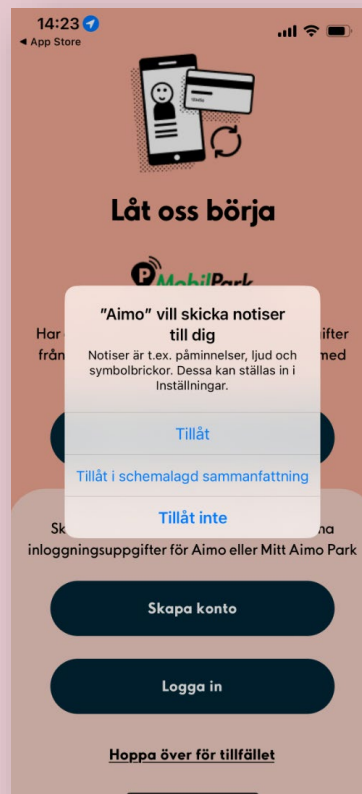 14:23
◀ App Store
Låt oss börja
MobilPark
"Aimo" vill skicka notiser
till dig
Har ifter
Notiser är t.ex. påminnelser, ljud och
från med
symbolbrickor. Dessa kan ställas in i
Inställningar.
Tillåt
Tillåt i schemalagd sammanfattning
Tillåt inte
Sk na
inloggningsuppgifter för Aimo eller Mitt Aimo Park
Skapa konto
Logga in
Hoppa över för tillfället